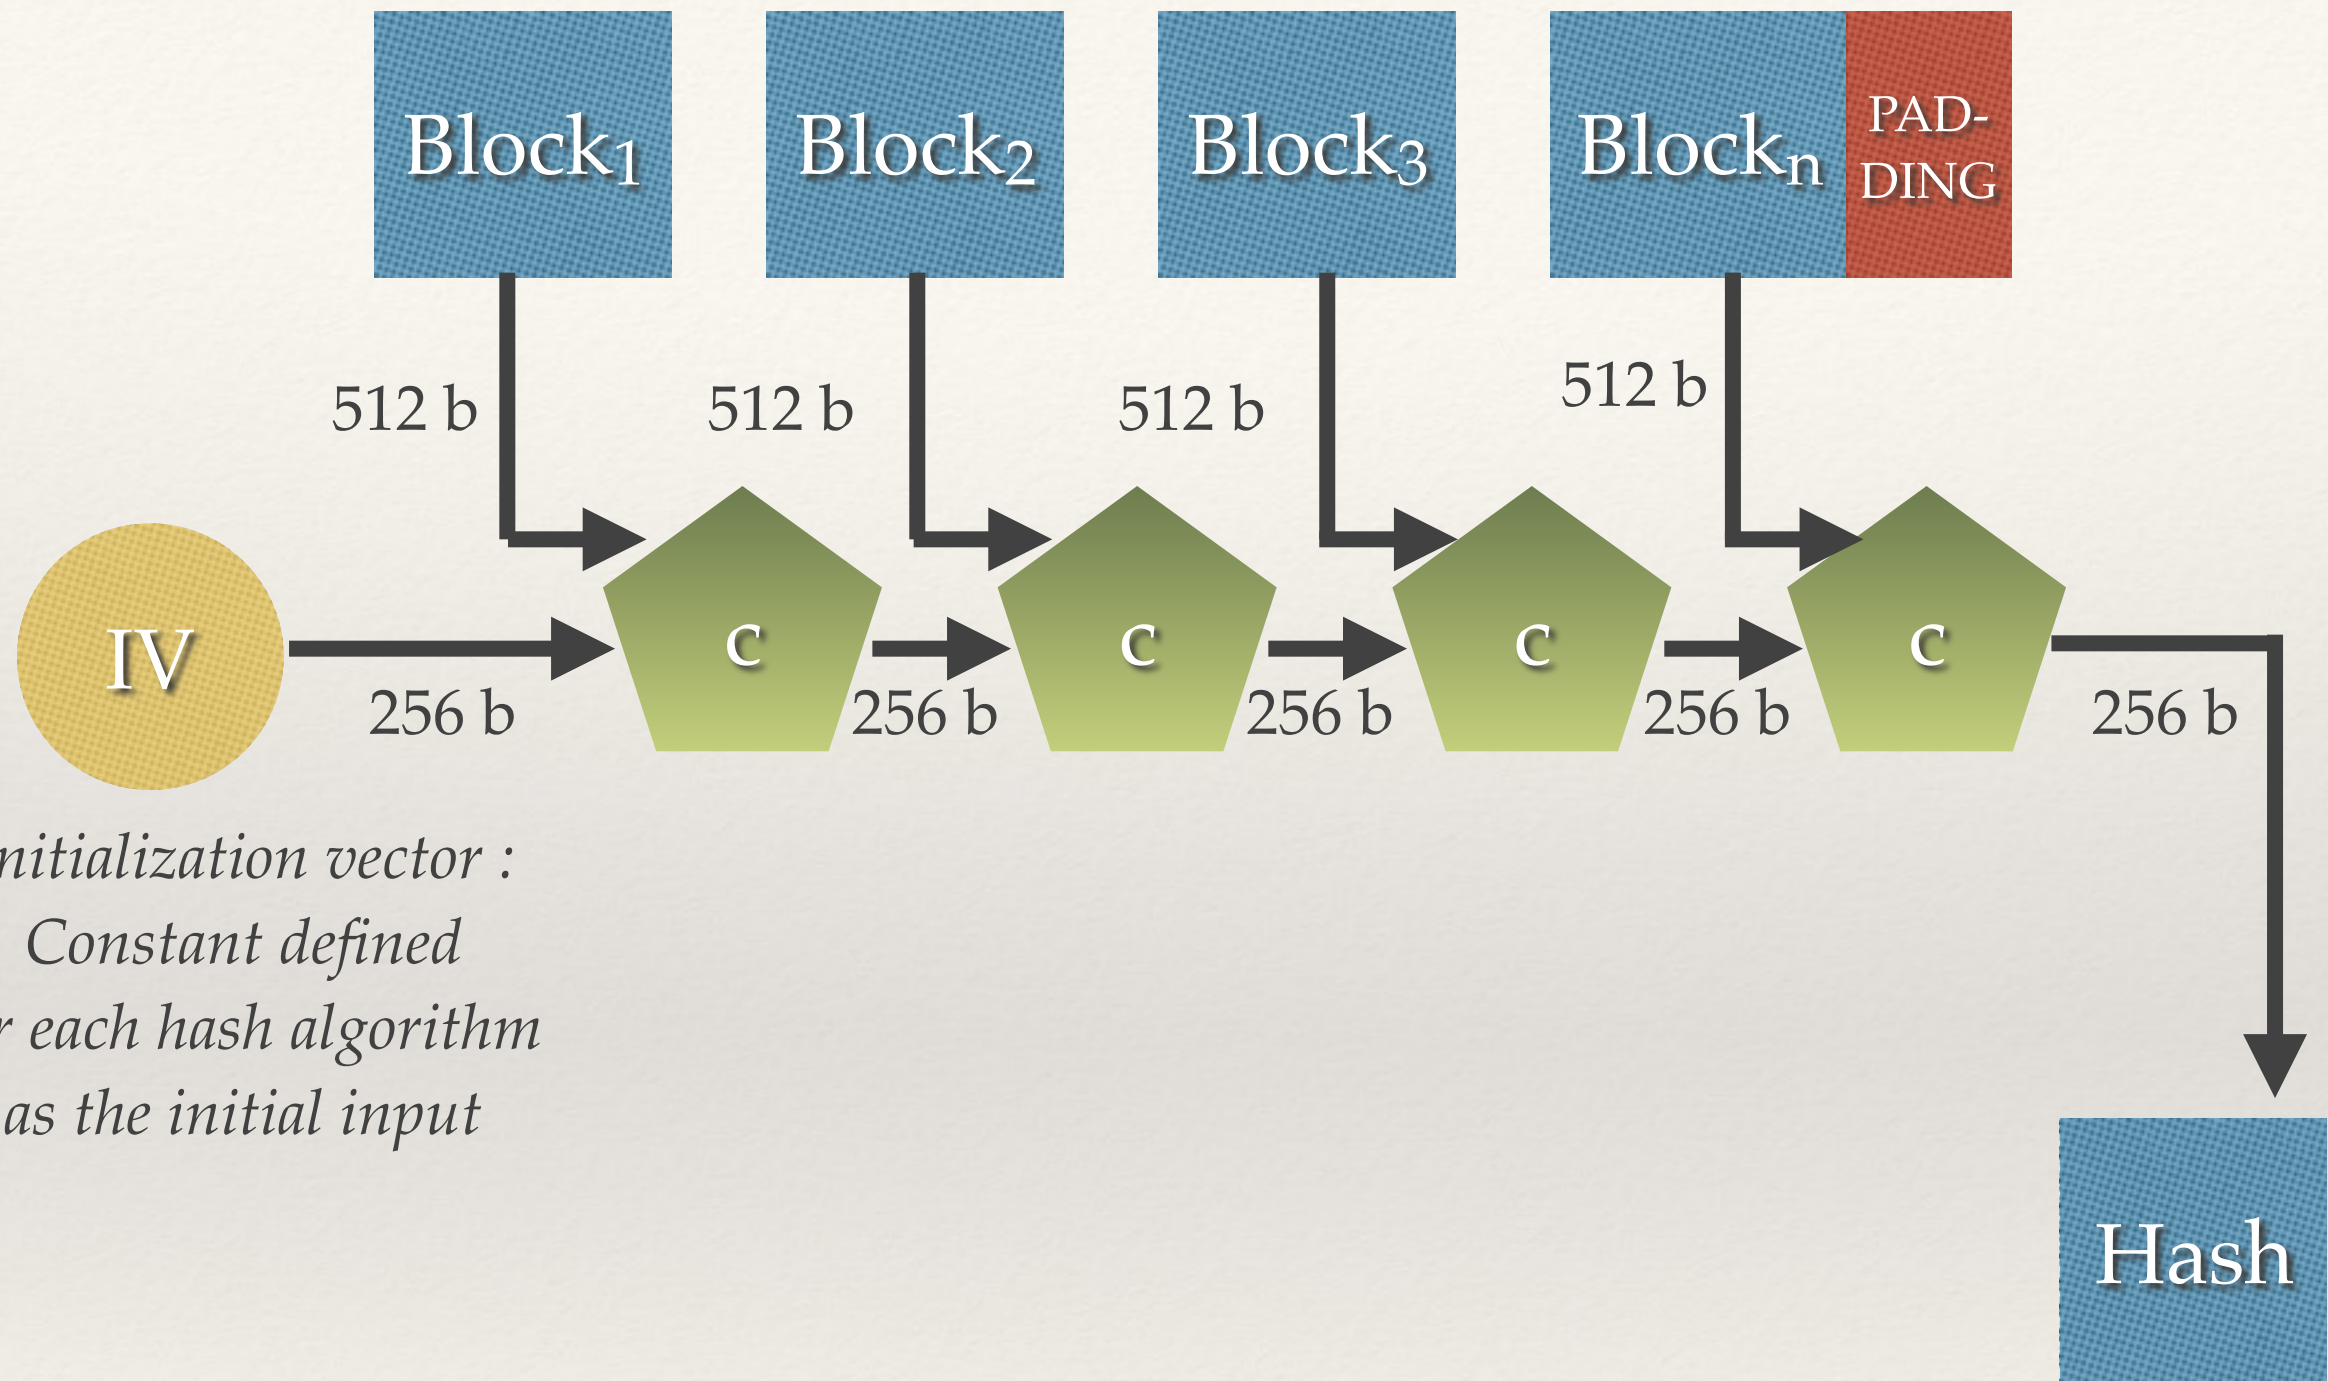 Block₁
Block₂
Block₃
Blockₙ
PAD-
DING
512 b
512 b
512 b
512 b
IV
c
c
c
c
256 b
256 b
256 b
256 b
256 b
nitialization vector :
Constant defined
r each hash algorithm
as the initial input
Hash